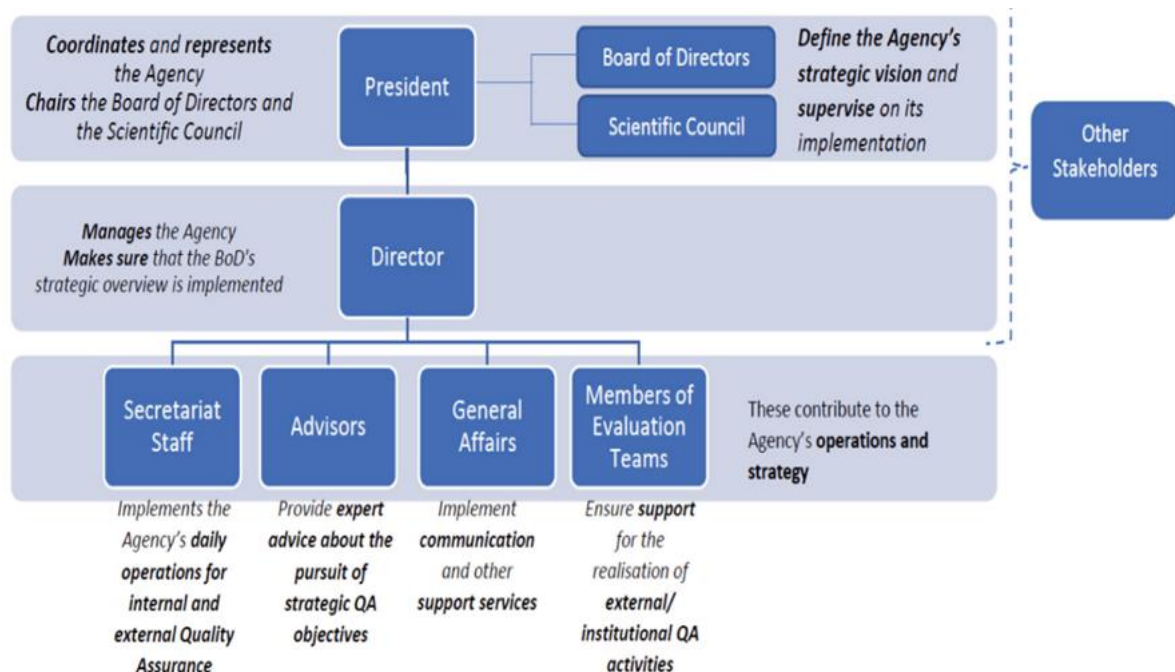 Coordinates and represents
the Agency
Chairs the Board of Directors and
the Scientific Council
President
Board of Directors
Scientific Council
Define the Agency's
strategic vision and
supervise on its
implementation
Other
Stakeholders
Manages the Agency
Makes sure that the BoD's
strategic overview is implemented
Director
Secretariat
Staff
Advisors
General
Affairs
Members of
Evaluation
Teams
These contribute to the
Agency's operations and
strategy
Implements the
Agency's daily
operations for
internal and
external Quality
Assurance
Provide expert
advice about the
pursuit of
strategic QA
objectives
Implement
communication
and other
support services
Ensure support
for the
realisation of
external/
institutional QA
activities